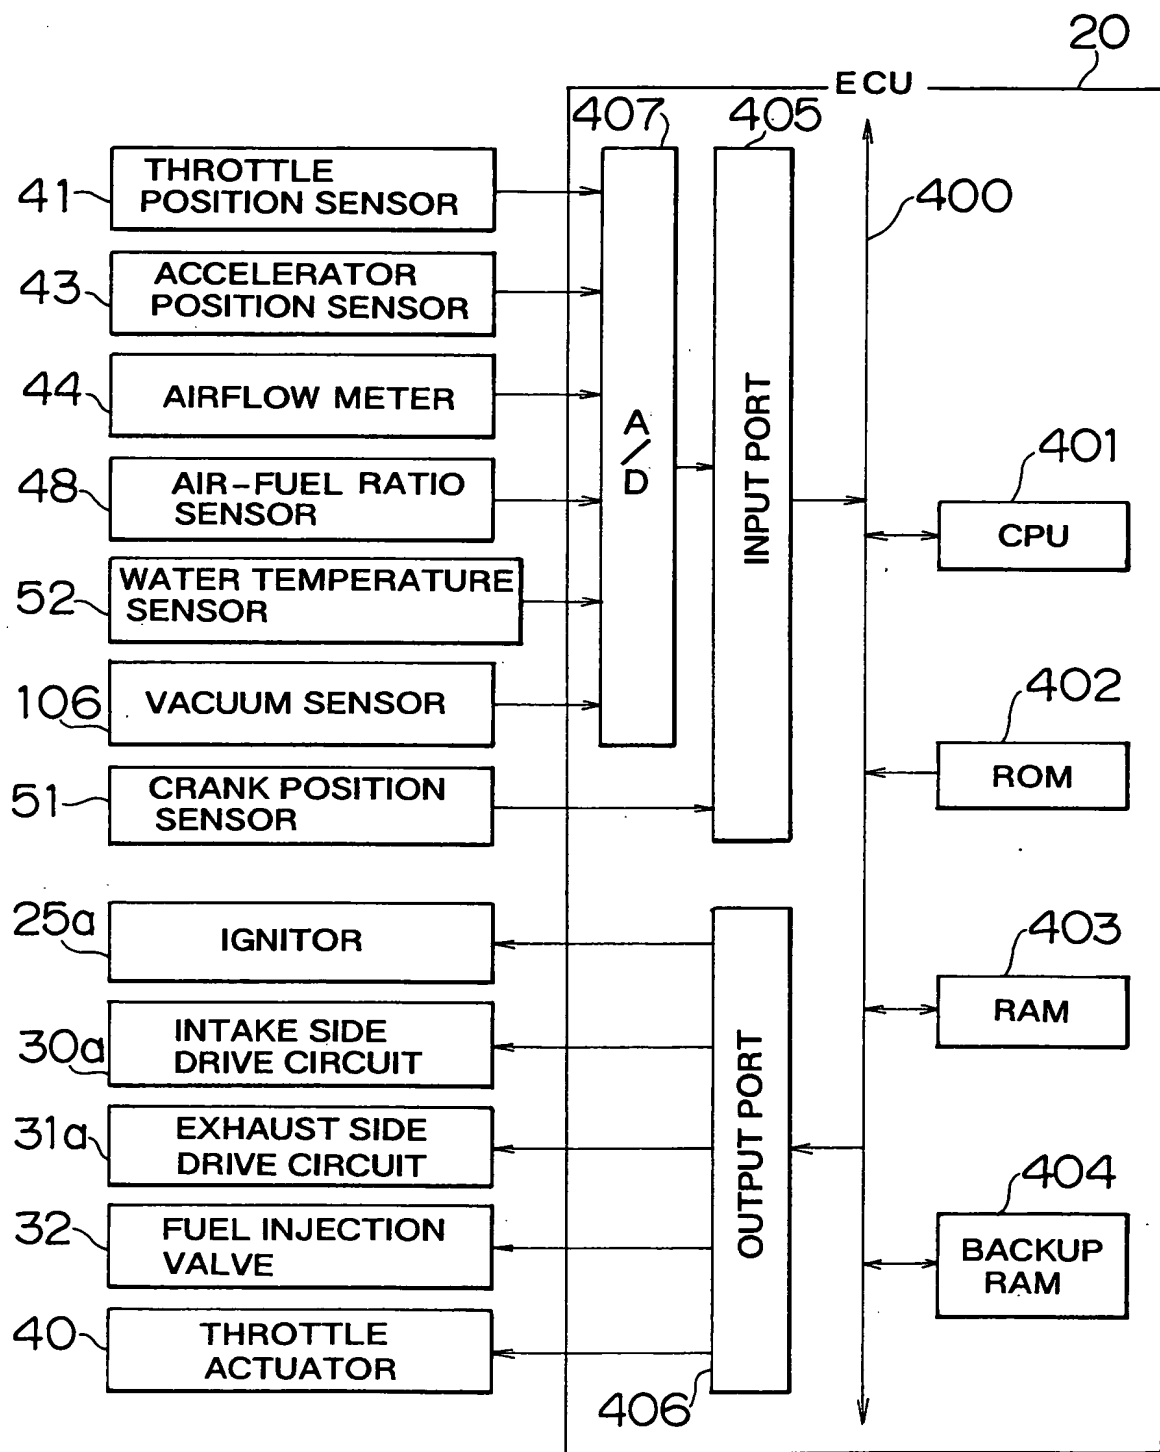 20
ECU
407
405
THROTTLE
POSITION SENSOR
41
400
ACCELERATOR
POSITION SENSOR
43
AIRFLOW METER
44
A/D
INPUT PORT
401
CPU
AIR-FUEL RATIO
SENSOR
48
WATER TEMPERATURE
SENSOR
52
VACUUM SENSOR
106
402
ROM
CRANK POSITION
SENSOR
51
25a
IGNITOR
403
RAM
INTAKE SIDE
DRIVE CIRCUIT
30a
OUTPUT PORT
EXHAUST SIDE
DRIVE CIRCUIT
31a
404
BACKUP
RAM
FUEL INJECTION
VALVE
32
THROTTLE
ACTUATOR
40
406